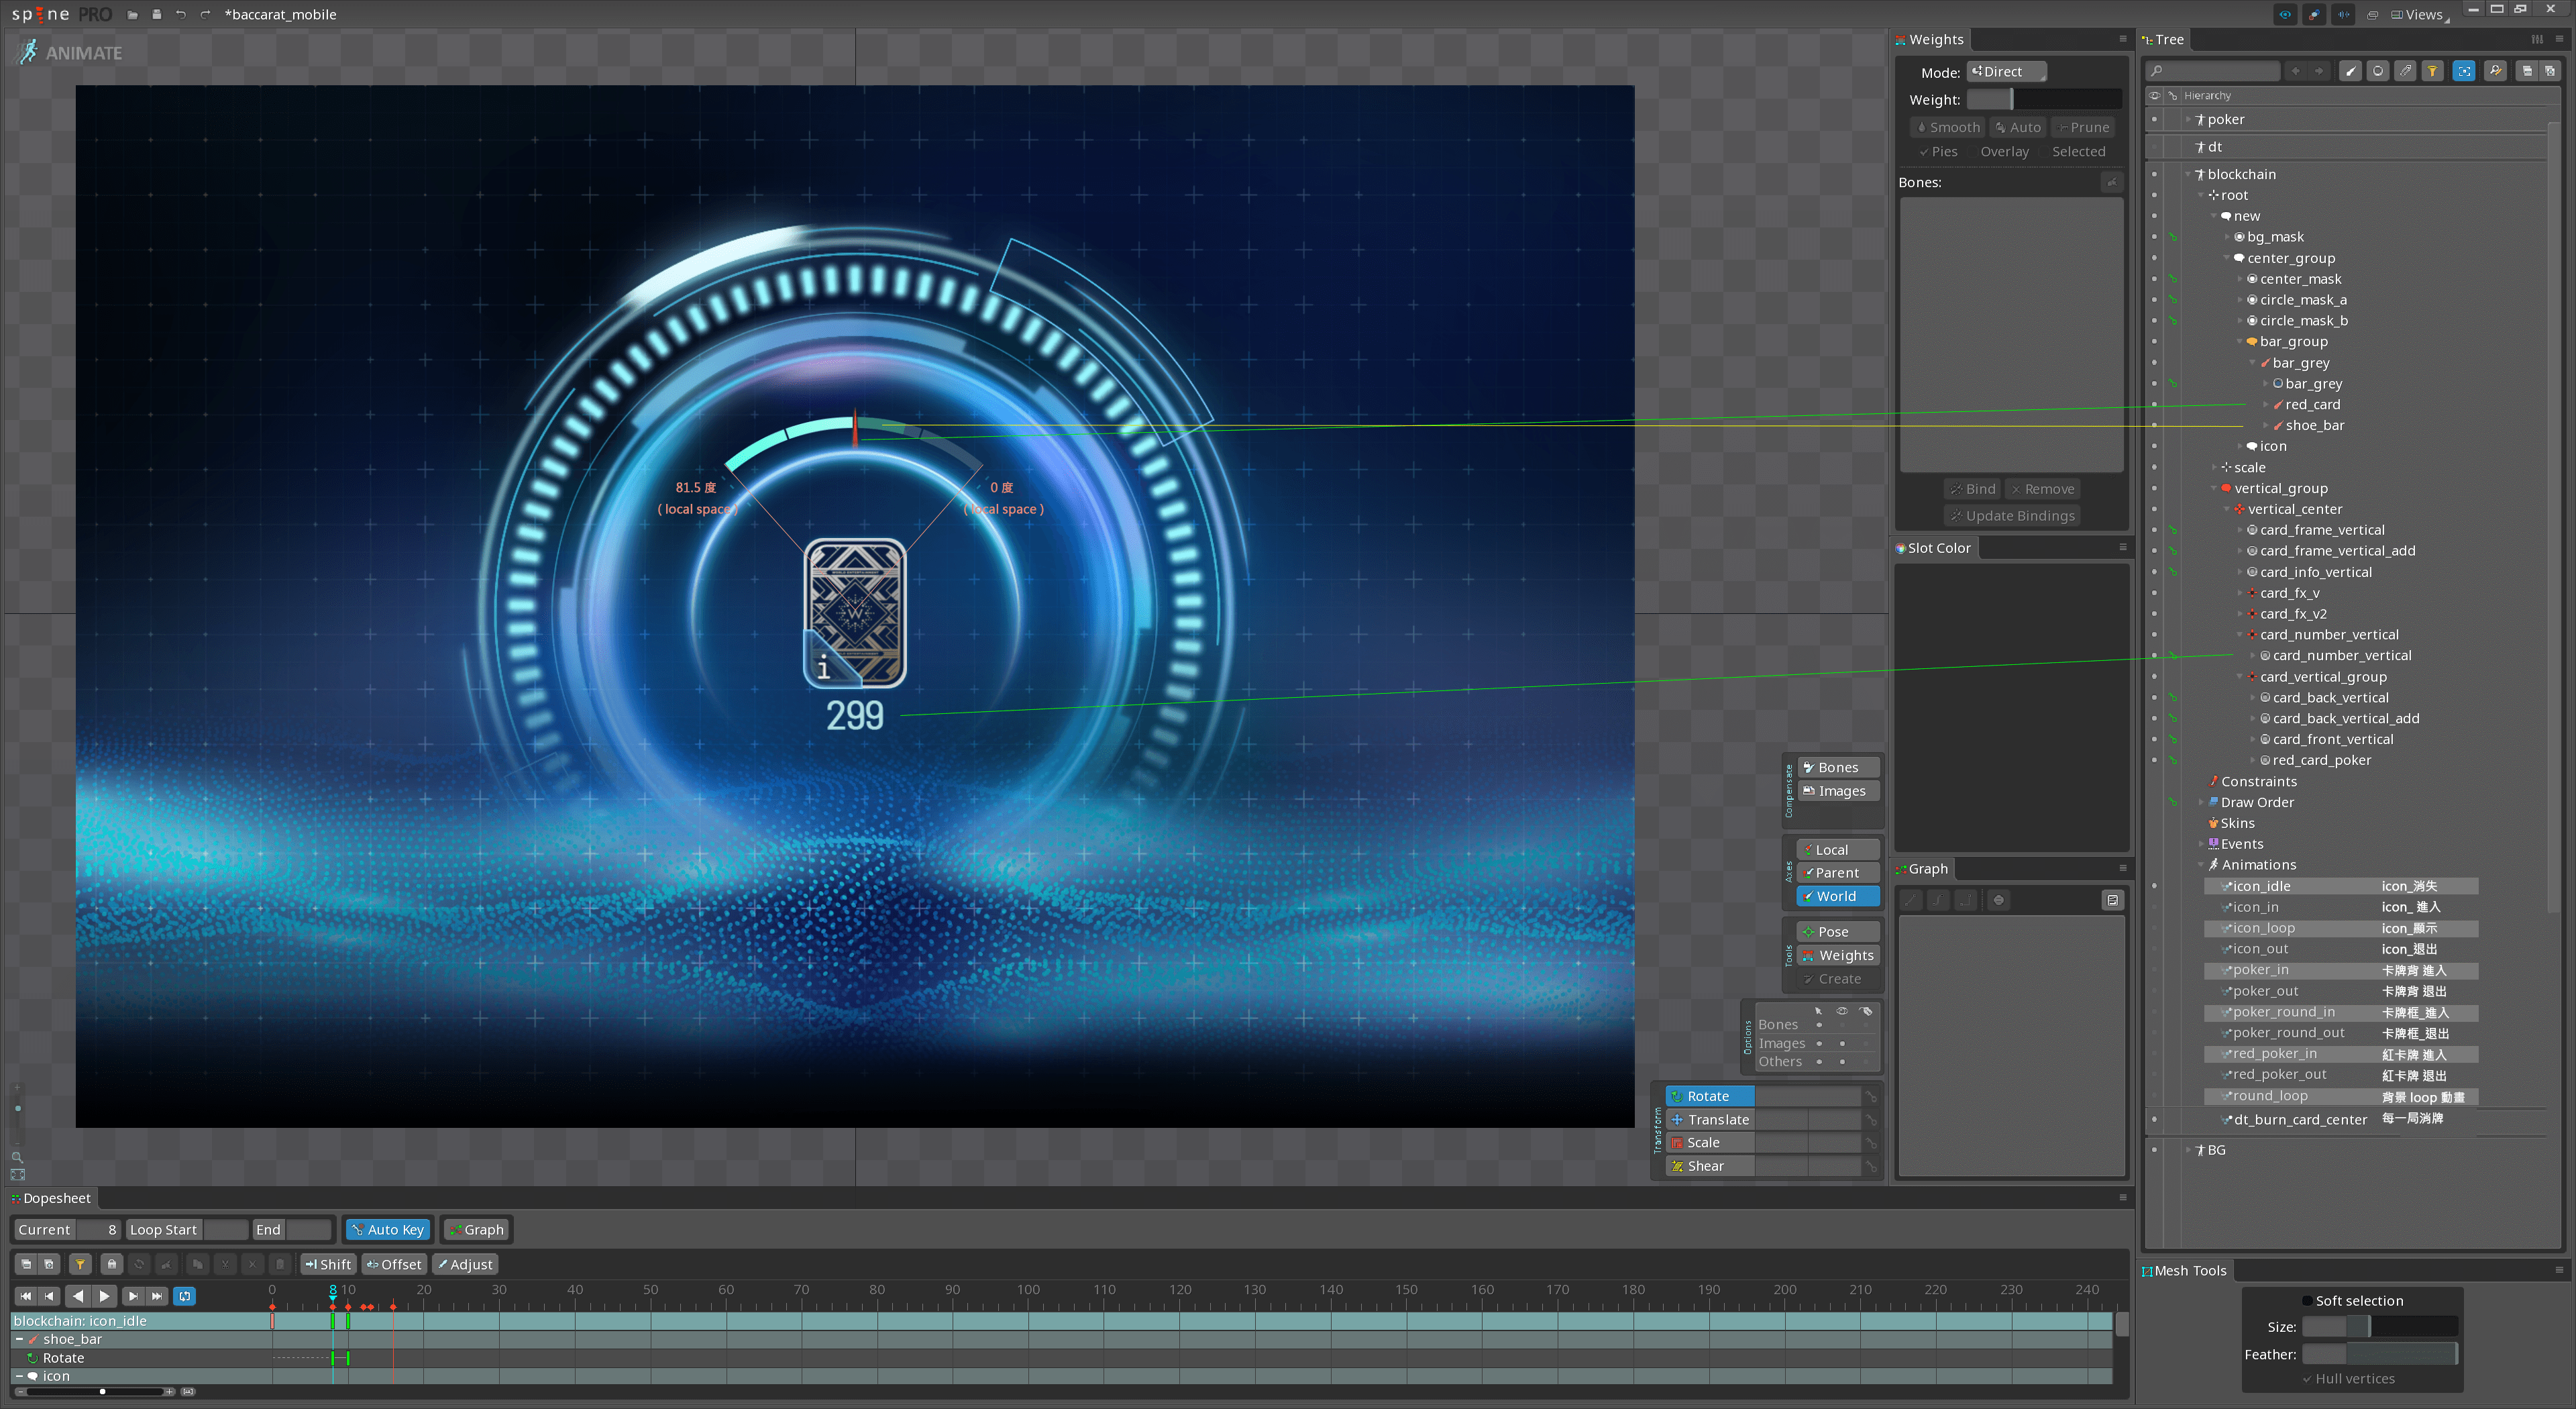 spine PRO
*baccarat_mobile
Views
ANIMATE
81.5 度
( local space )
0 度
( local space )
i
W
299
Compensate
Bones
Images
Axes
Local
Parent
World
Tools
Pose
Weights
Create
Options
Bones
Images
Others
Transform
Rotate
Translate
Scale
Shear
Weights
Mode: Direct
Weight:
Smooth Auto Prune
Pies Overlay Selected
Bones:
Bind Remove
Update Bindings
Slot Color
Graph
Tree
Hierarchy
poker
dt
blockchain
root
new
bg_mask
center_group
center_mask
circle_mask_a
circle_mask_b
bar_group
bar_grey
bar_grey
red_card
shoe_bar
icon
scale
vertical_group
vertical_center
card_frame_vertical
card_frame_vertical_add
card_info_vertical
card_fx_v
card_fx_v2
card_number_vertical
card_number_vertical
card_vertical_group
card_back_vertical
card_back_vertical_add
card_front_vertical
red_card_poker
Constraints
Draw Order
Skins
Events
Animations
icon_idle icon_消失
icon_in icon_ 進入
icon_loop icon_顯示
icon_out icon_退出
poker_in 卡牌背 進入
poker_out 卡牌背 退出
poker_round_in 卡牌框_進入
poker_round_out 卡牌框_退出
red_poker_in 紅卡牌 進入
red_poker_out 紅卡牌 退出
round_loop 背景 loop 動畫
dt_burn_card_center 每一局消牌
BG
Mesh Tools
Soft selection
Size:
Feather:
Hull vertices
Dopesheet
Current 8 Loop Start End Auto Key Graph
Shift Offset Adjust
0 8 10 20 30 40 50 60 70 80 90 100 110 120 130 140 150 160 170 180 190 200 210 220 230 240
blockchain: icon_idle
shoe_bar
Rotate
icon